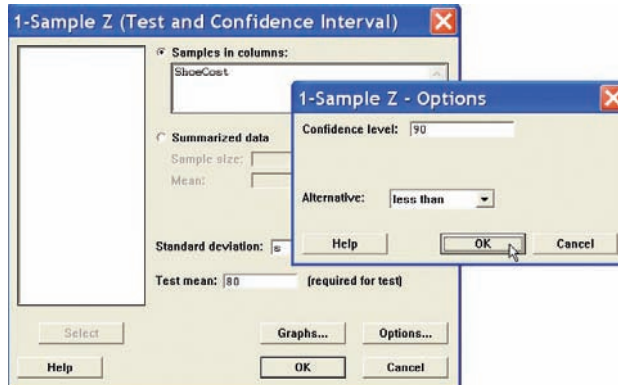 1-Sample Z (Test and Confidence Interval)
Samples in columns:
ShoeCost
Summarized data
Sample size:
Mean:
Standard deviation: s
Test mean: 80 (required for test)
Select
Graphs...
Options...
Help
OK
Cancel
1-Sample Z - Options
Confidence level: 90
Alternative: less than
Help
OK
Cancel